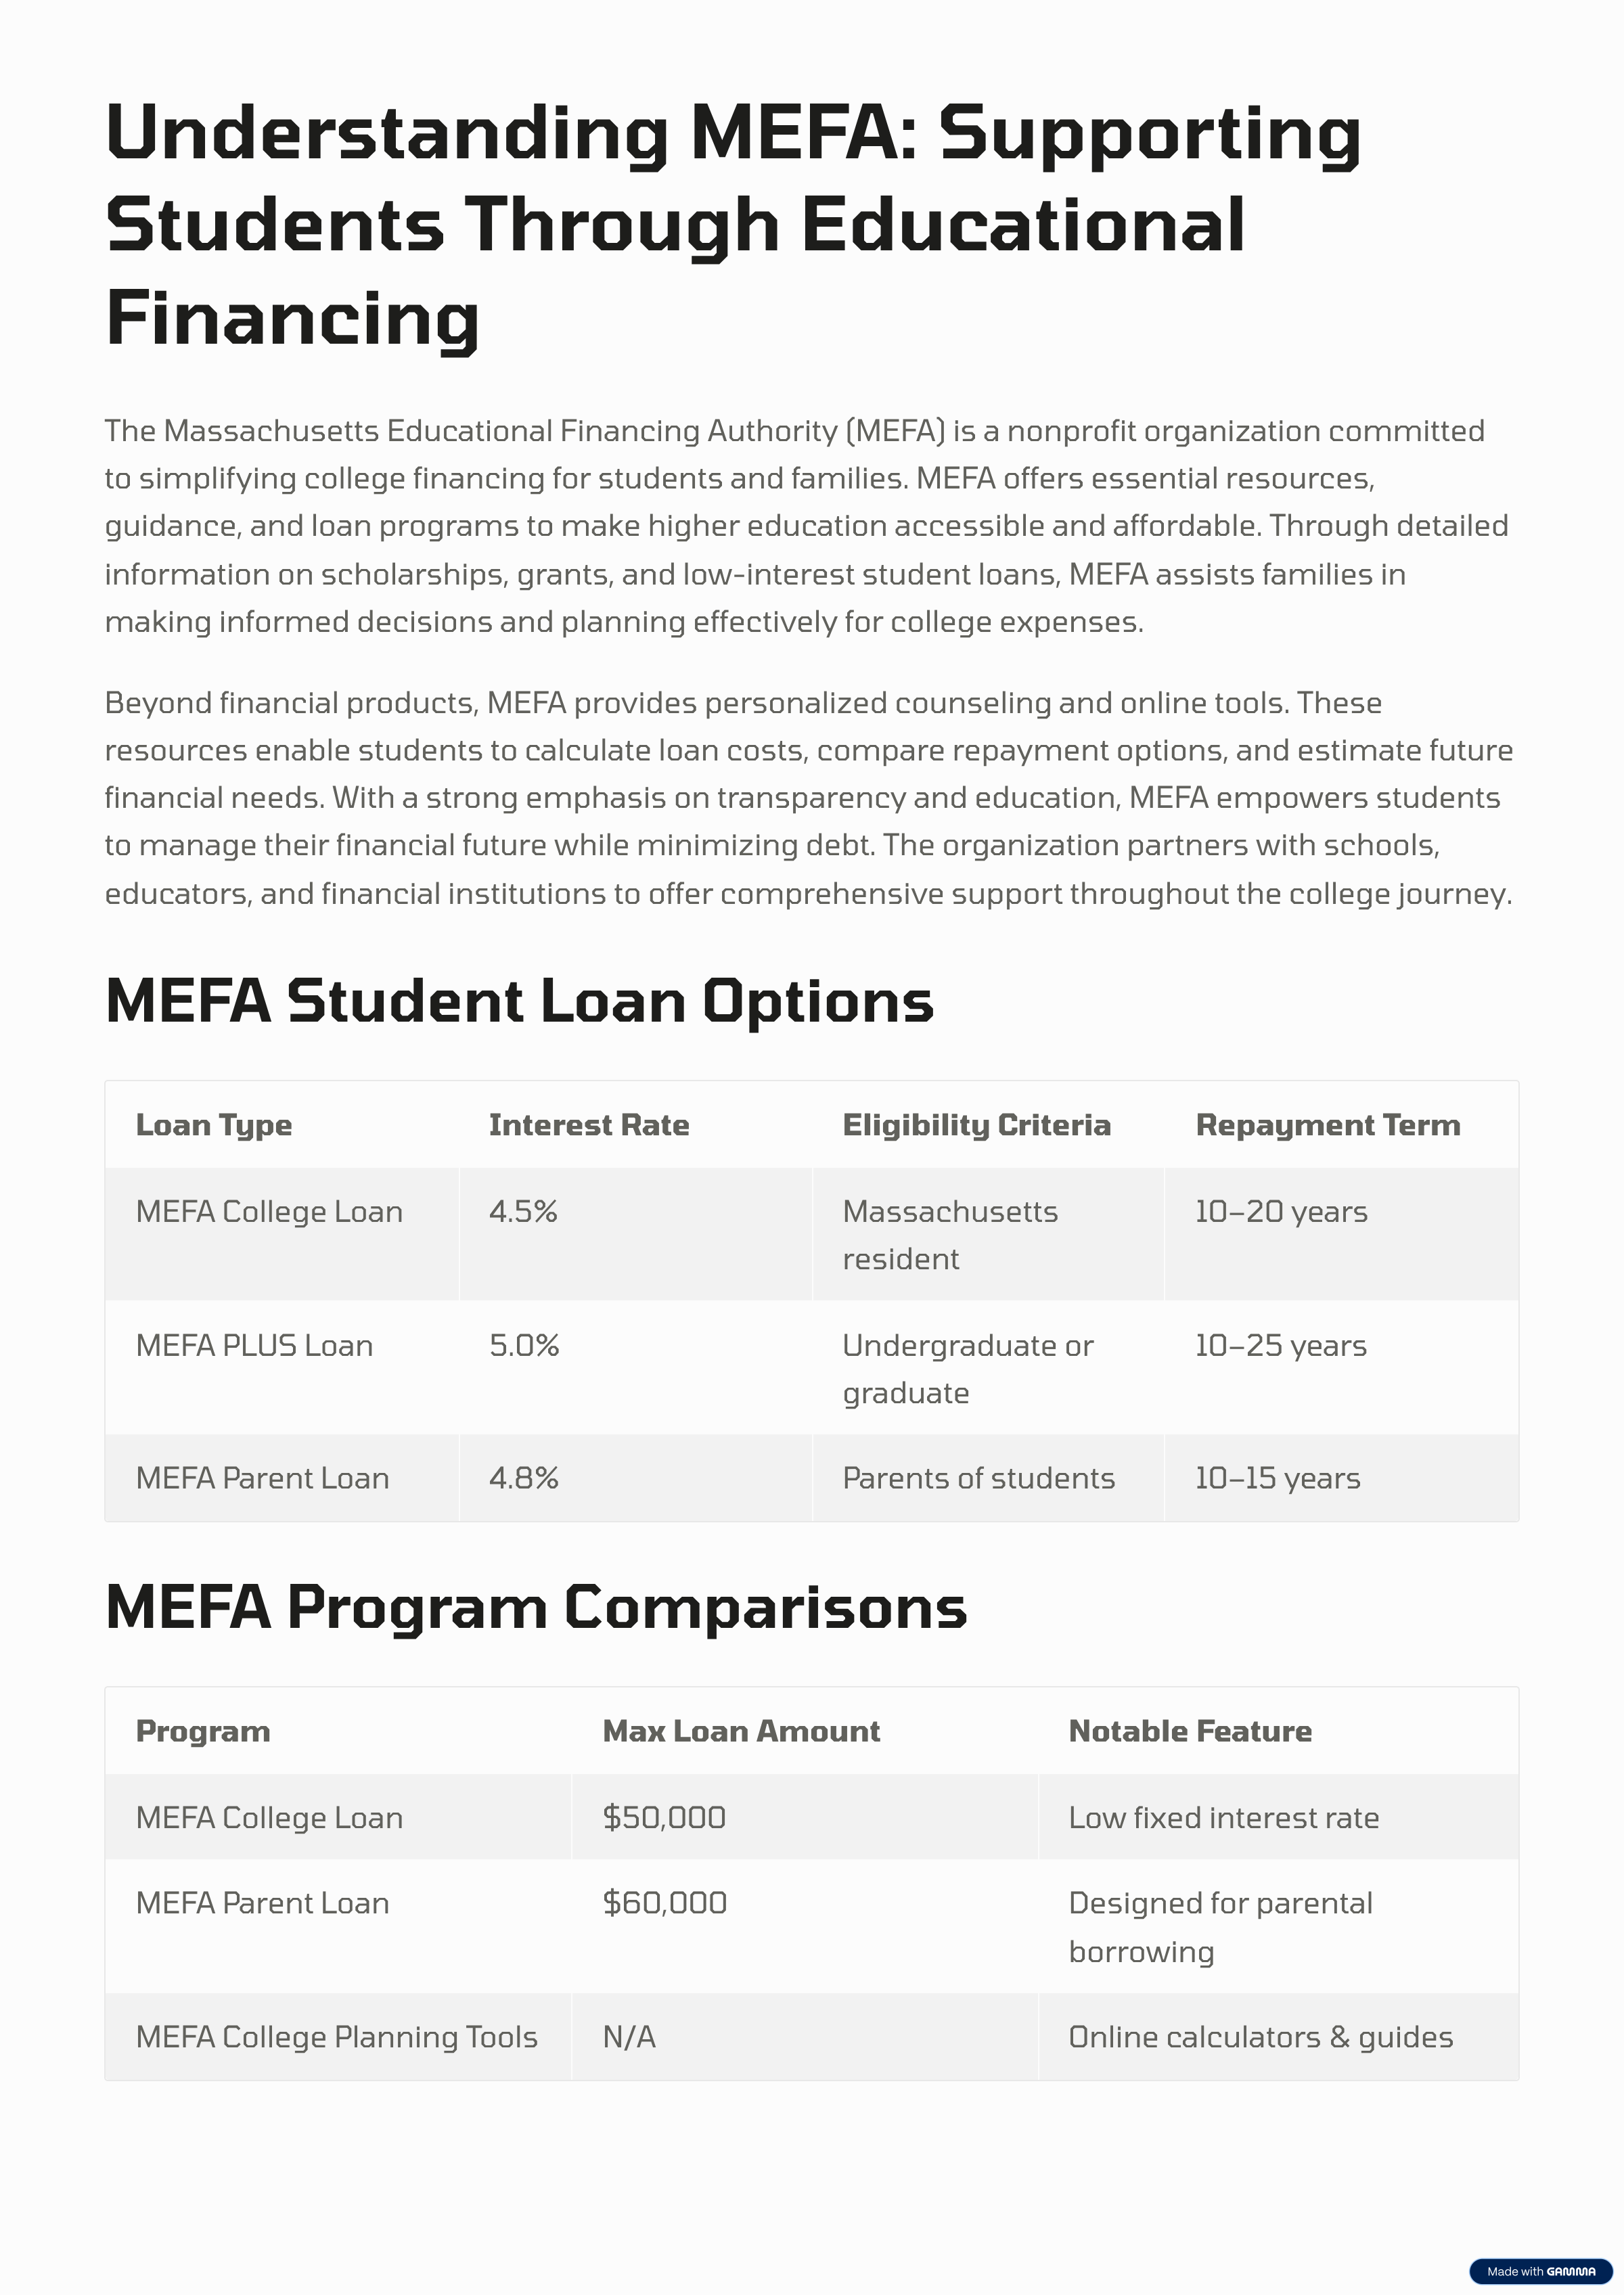 Understanding MEFA: Supporting
Students Through Educational
Financing
The Massachusetts Educational Financing Authority (MEFA) is a nonprofit organization committed
to simplifying college financing for students and families. MEFA offers essential resources,
guidance, and loan programs to make higher education accessible and affordable. Through detailed
information on scholarships, grants, and low-interest student loans, MEFA assists families in
making informed decisions and planning effectively for college expenses.
Beyond financial products, MEFA provides personalized counseling and online tools. These
resources enable students to calculate loan costs, compare repayment options, and estimate future
financial needs. With a strong emphasis on transparency and education, MEFA empowers students
to manage their financial future while minimizing debt. The organization partners with schools,
educators, and financial institutions to offer comprehensive support throughout the college journey.
MEFA Student Loan Options
Loan Type Interest Rate Eligibility Criteria Repayment Term
MEFA College Loan 4.5% Massachusetts 10–20 years
resident
MEFA PLUS Loan 5.0% Undergraduate or 10–25 years
graduate
MEFA Parent Loan 4.8% Parents of students 10–15 years
MEFA Program Comparisons
Program Max Loan Amount Notable Feature
MEFA College Loan $50,000 Low fixed interest rate
MEFA Parent Loan $60,000 Designed for parental
borrowing
MEFA College Planning Tools N/A Online calculators & guides
Made with GAMMA